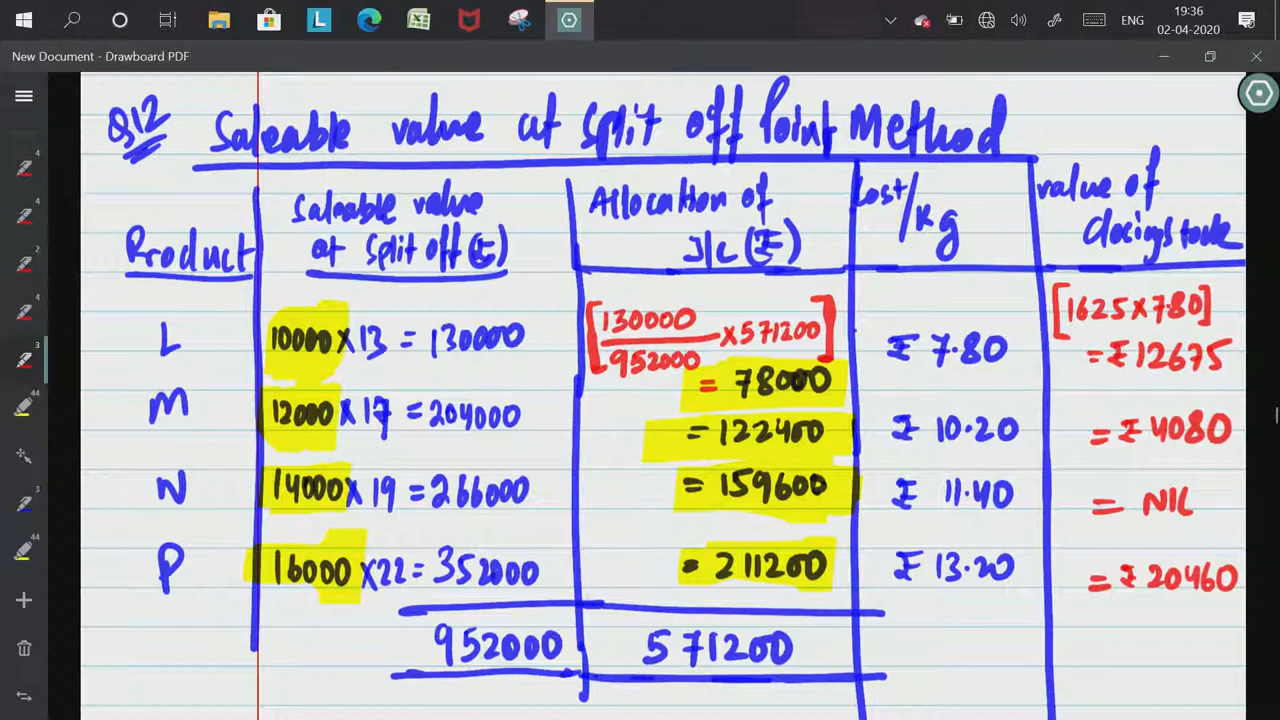 19:36
ENG
02-04-2020
New Document - Drawboard PDF
Q12 Saleable value at split off Point Method
Product
Saleable value
at split off (₹)
Allocation of
J/C (₹)
Cost/Kg
value of
closing stock
L
10000 × 13 = 130000
[130000/952000 × 571200]
= 78000
₹ 7.80
[1625 × 7.80]
= ₹ 12675
M
12000 × 17 = 204000
= 122400
₹ 10.20
= ₹ 4080
N
14000 × 19 = 266000
= 159600
₹ 11.40
= NIL
P
16000 × 22 = 352000
= 211200
₹ 13.20
= ₹ 20460
952000
571200